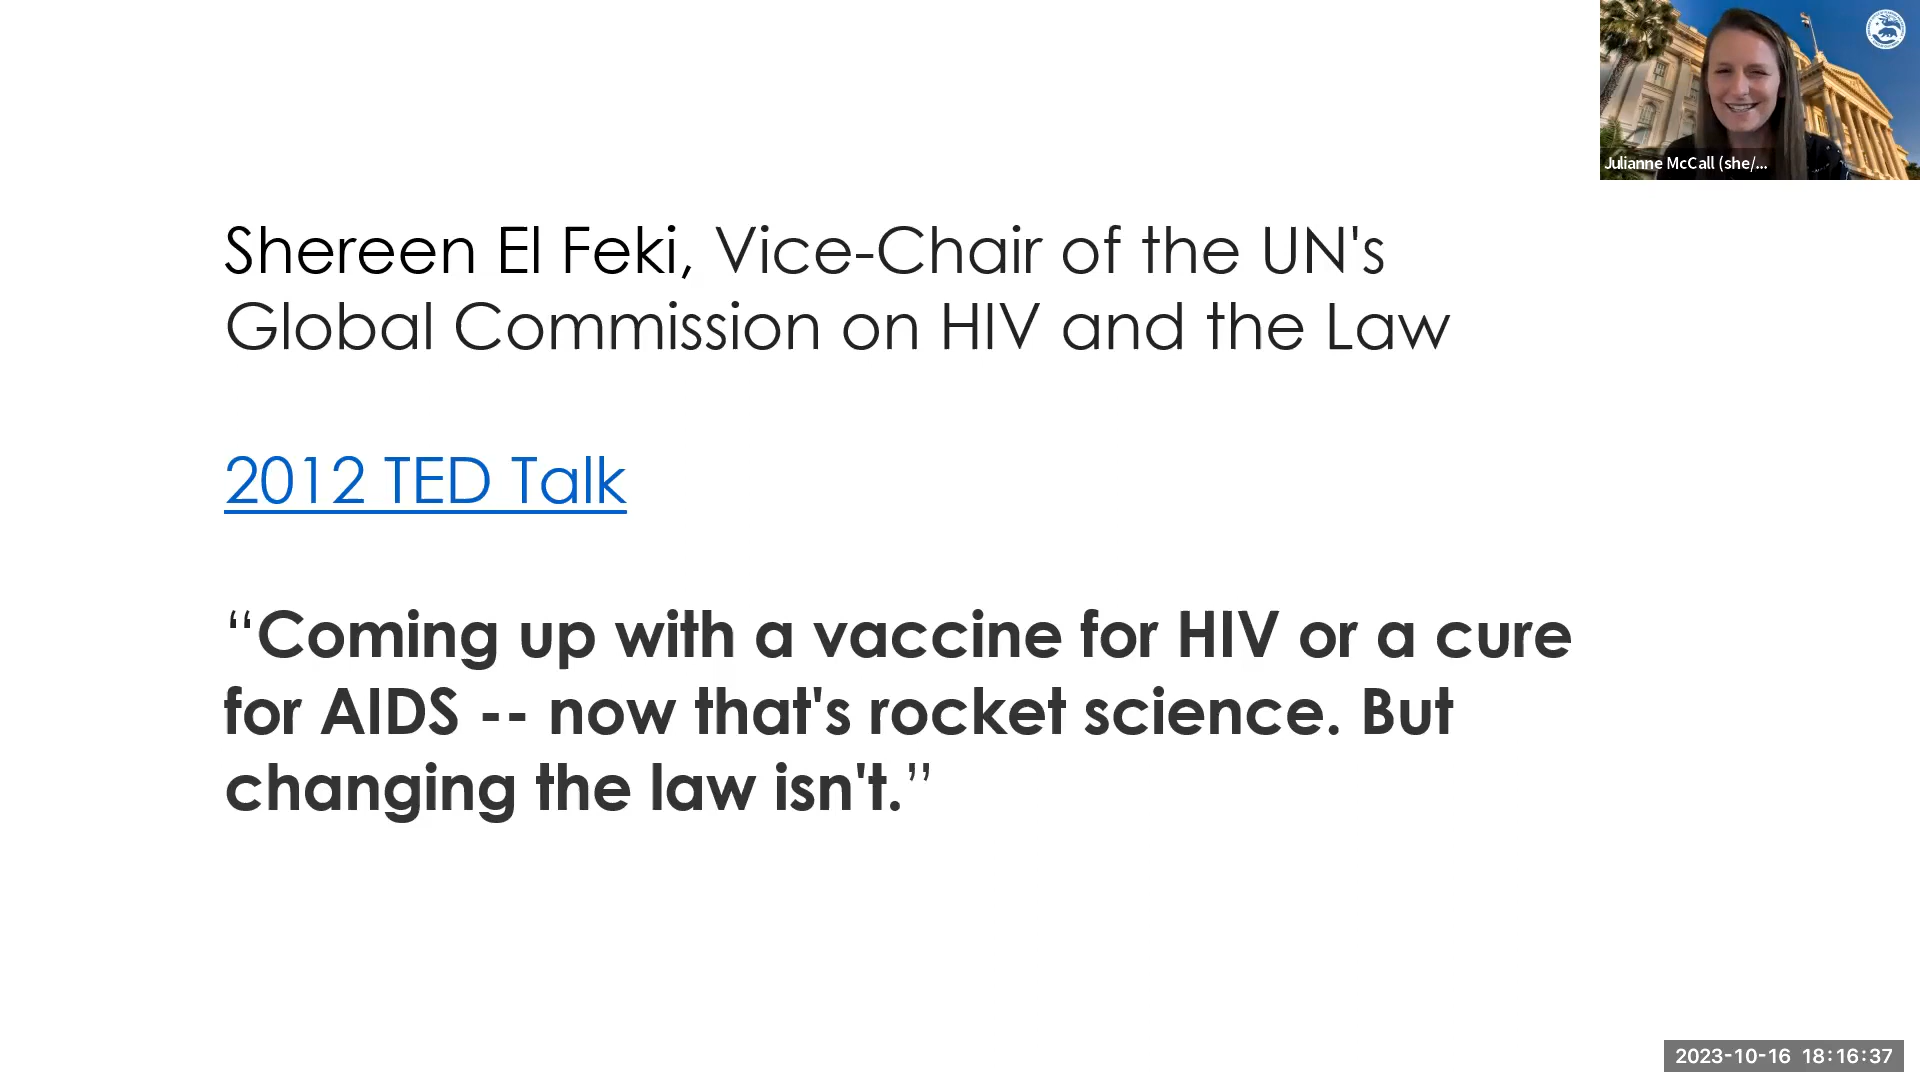 Julianne McCall (she/...
Shereen El Feki, Vice-Chair of the UN's
Global Commission on HIV and the Law
2012 TED Talk
“Coming up with a vaccine for HIV or a cure
for AIDS -- now that's rocket science. But
changing the law isn't.”
2023-10-16 18:16:37